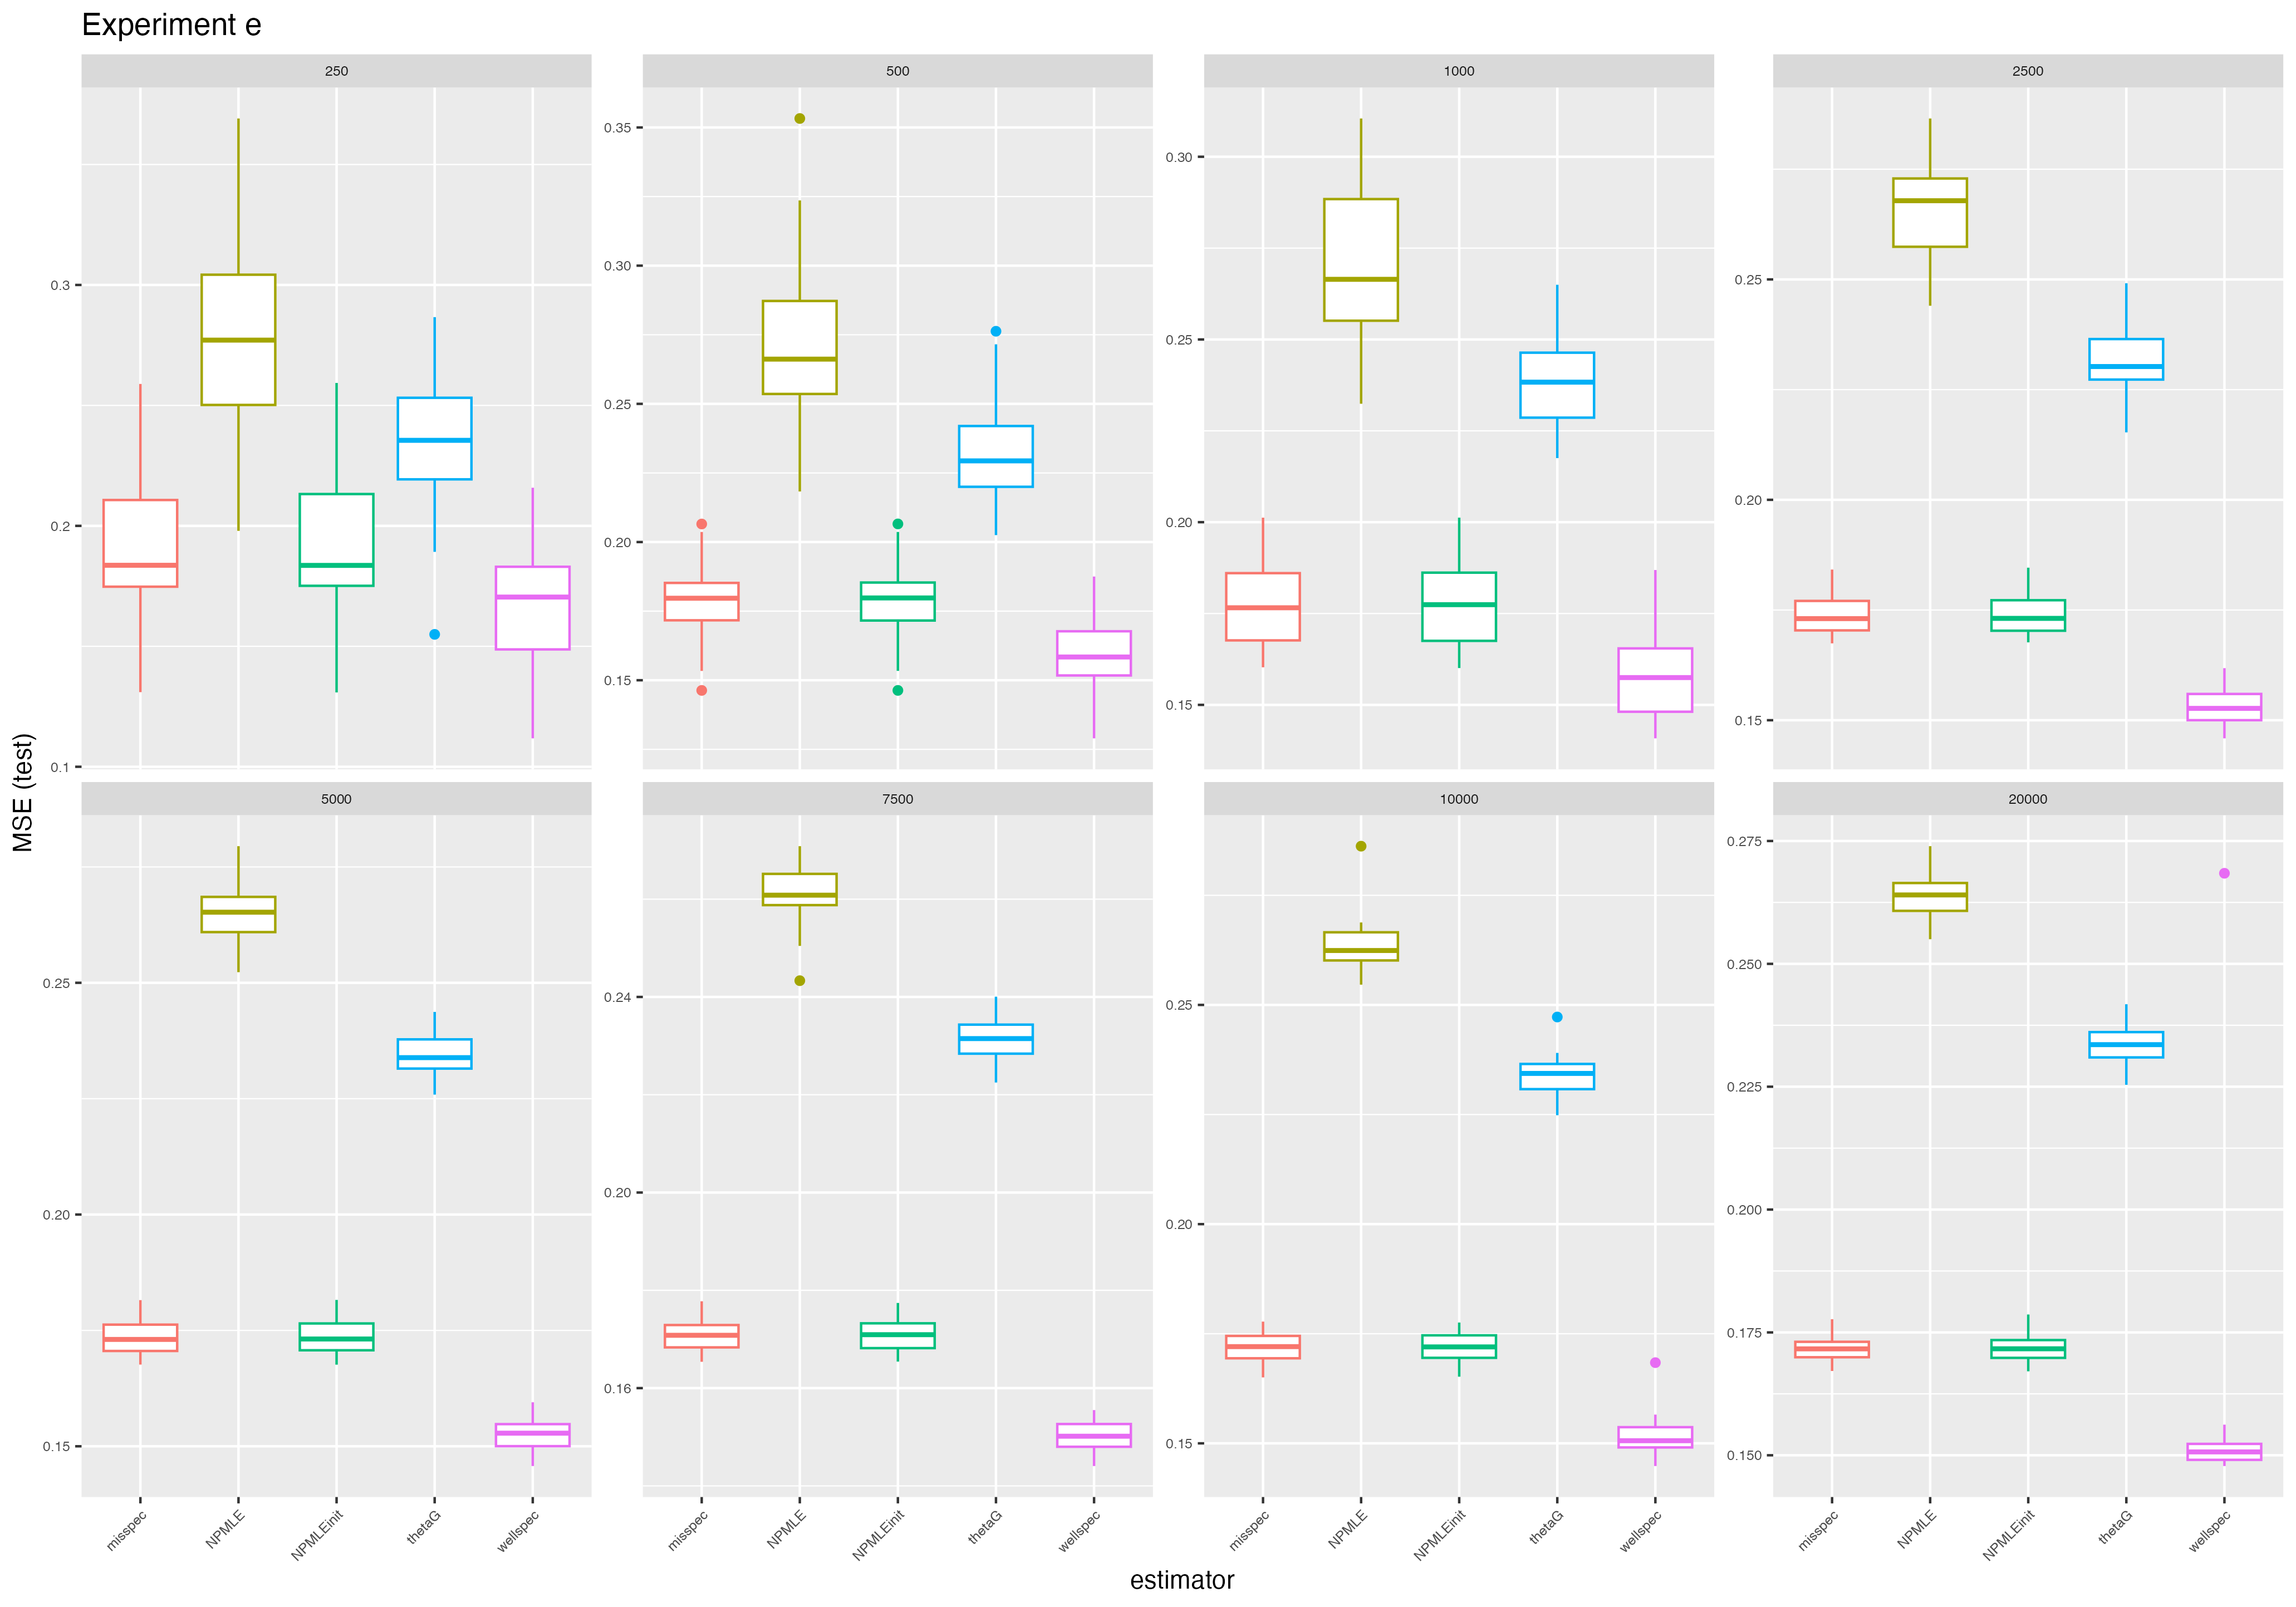 Experiment e
250
500
1000
2500
0.3
0.2
0.1
0.35
0.30
0.25
0.20
0.15
0.30
0.25
0.20
0.15
0.25
0.20
0.15
MSE (test)
5000
7500
10000
20000
0.25
0.20
0.15
0.24
0.20
0.16
0.25
0.20
0.15
0.275
0.250
0.225
0.200
0.175
0.150
misspec
NPMLE
NPMLEinit
thetaG
wellspec
misspec
NPMLE
NPMLEinit
thetaG
wellspec
misspec
NPMLE
NPMLEinit
thetaG
wellspec
misspec
NPMLE
NPMLEinit
thetaG
wellspec
estimator